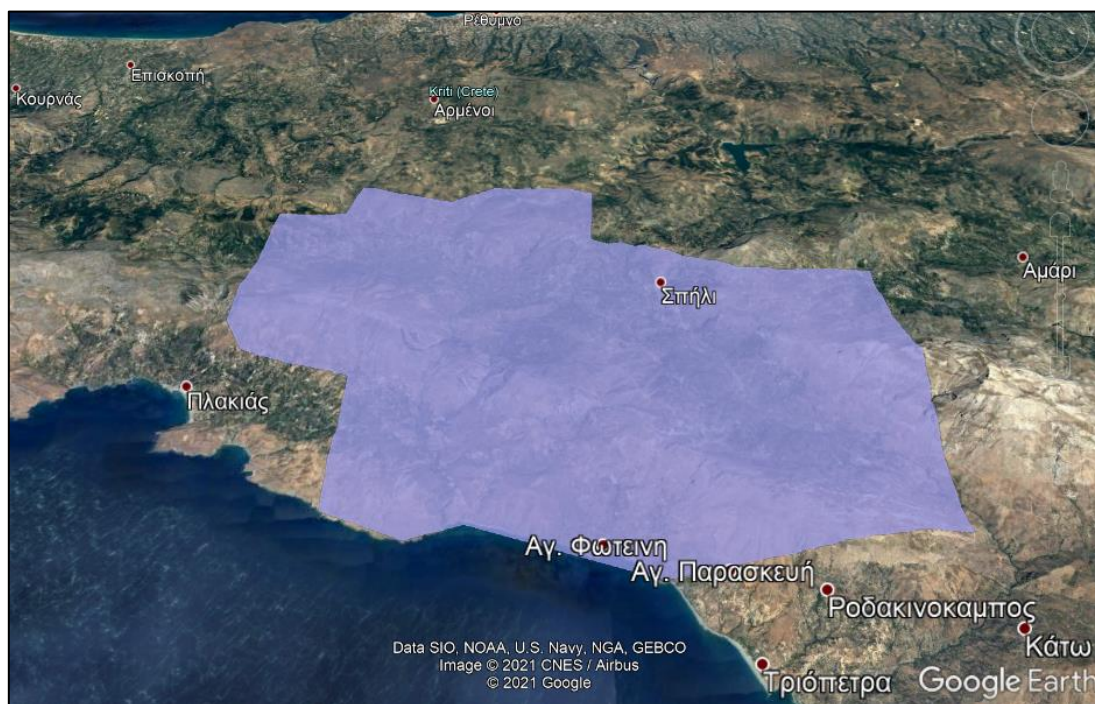 Ρέθυμνο
Επισκοπή
Κουρνάς
Kriti (Crete)
Αρμένοι
Αμάρι
Σπήλι
Πλακιάς
Αγ. Φωτεινη
Αγ. Παρασκευή
Ροδακινοκαμπος
Κάτω
Τριόπετρα
Data SIO, NOAA, U.S. Navy, NGA, GEBCO
Image © 2021 CNES / Airbus
© 2021 Google
Google Earth